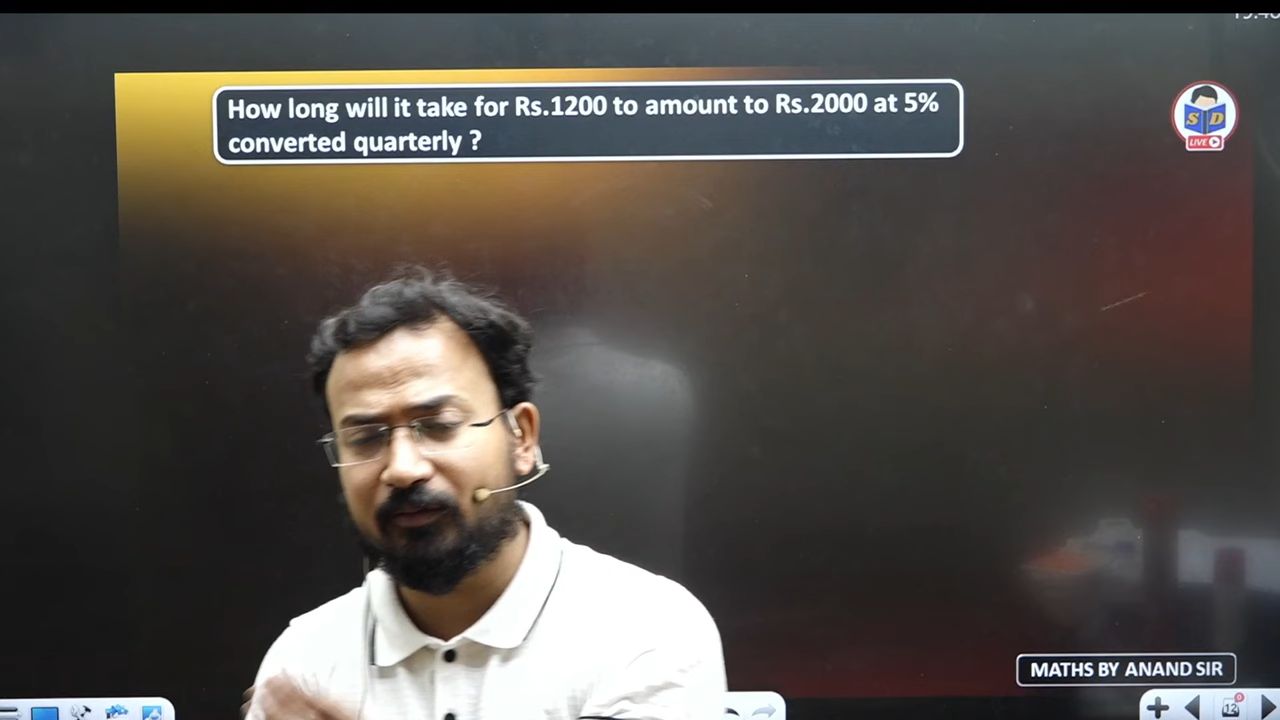 How long will it take for Rs.1200 to amount to Rs.2000 at 5%
converted quarterly ?
S D
LIVE
MATHS BY ANAND SIR
12